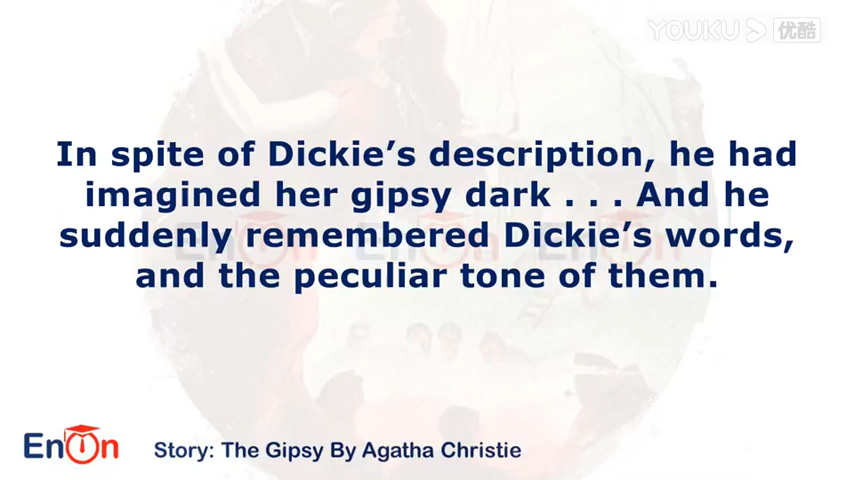 YOUKU 优酷
In spite of Dickie’s description, he had
imagined her gipsy dark . . . And he
suddenly remembered Dickie’s words,
and the peculiar tone of them.
EnOn
Story: The Gipsy By Agatha Christie